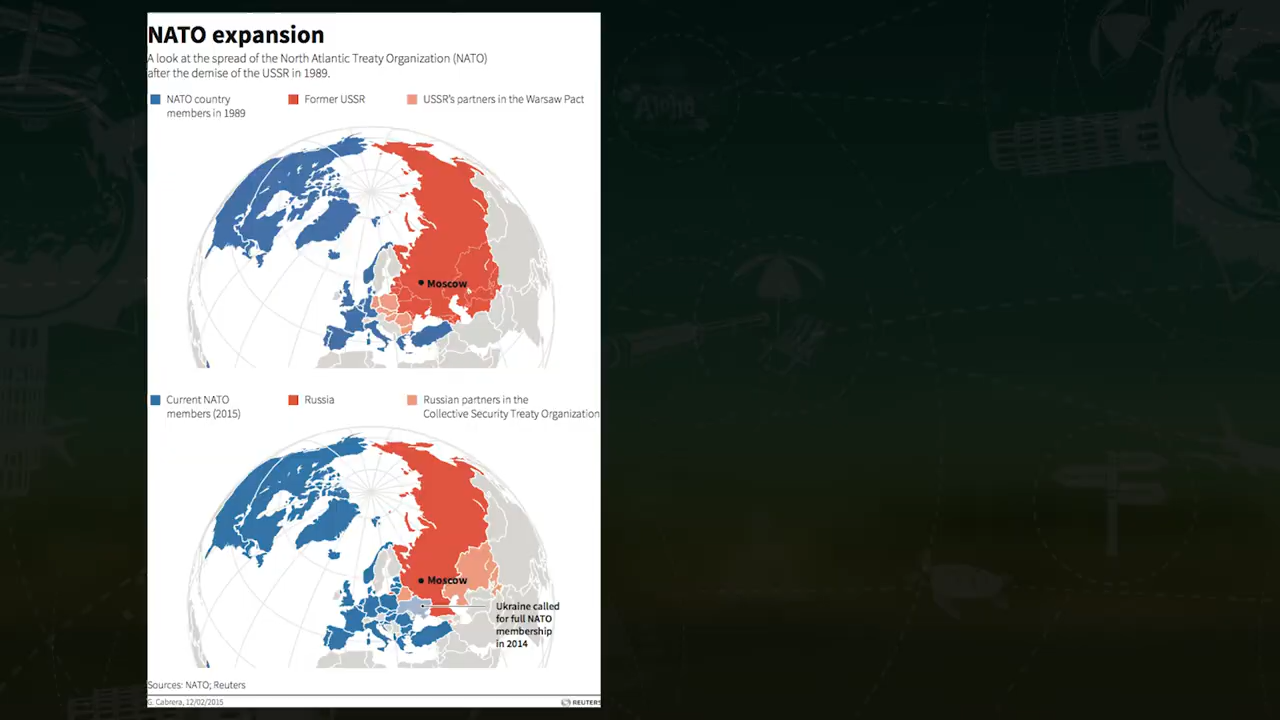 NATO expansion
A look at the spread of the North Atlantic Treaty Organization (NATO)
after the demise of the USSR in 1989.
NATO country
members in 1989
Former USSR
USSR's partners in the Warsaw Pact
Moscow
Current NATO
members (2015)
Russia
Russian partners in the
Collective Security Treaty Organization
Moscow
Ukraine called
for full NATO
membership
in 2014
Sources: NATO; Reuters
G. Cabrera, 12/02/2015
REUTERS
Alpha